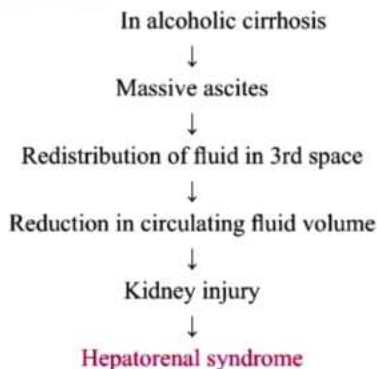 In alcoholic cirrhosis
↓
Massive ascites
↓
Redistribution of fluid in 3rd space
↓
Reduction in circulating fluid volume
↓
Kidney injury
↓
Hepatorenal syndrome